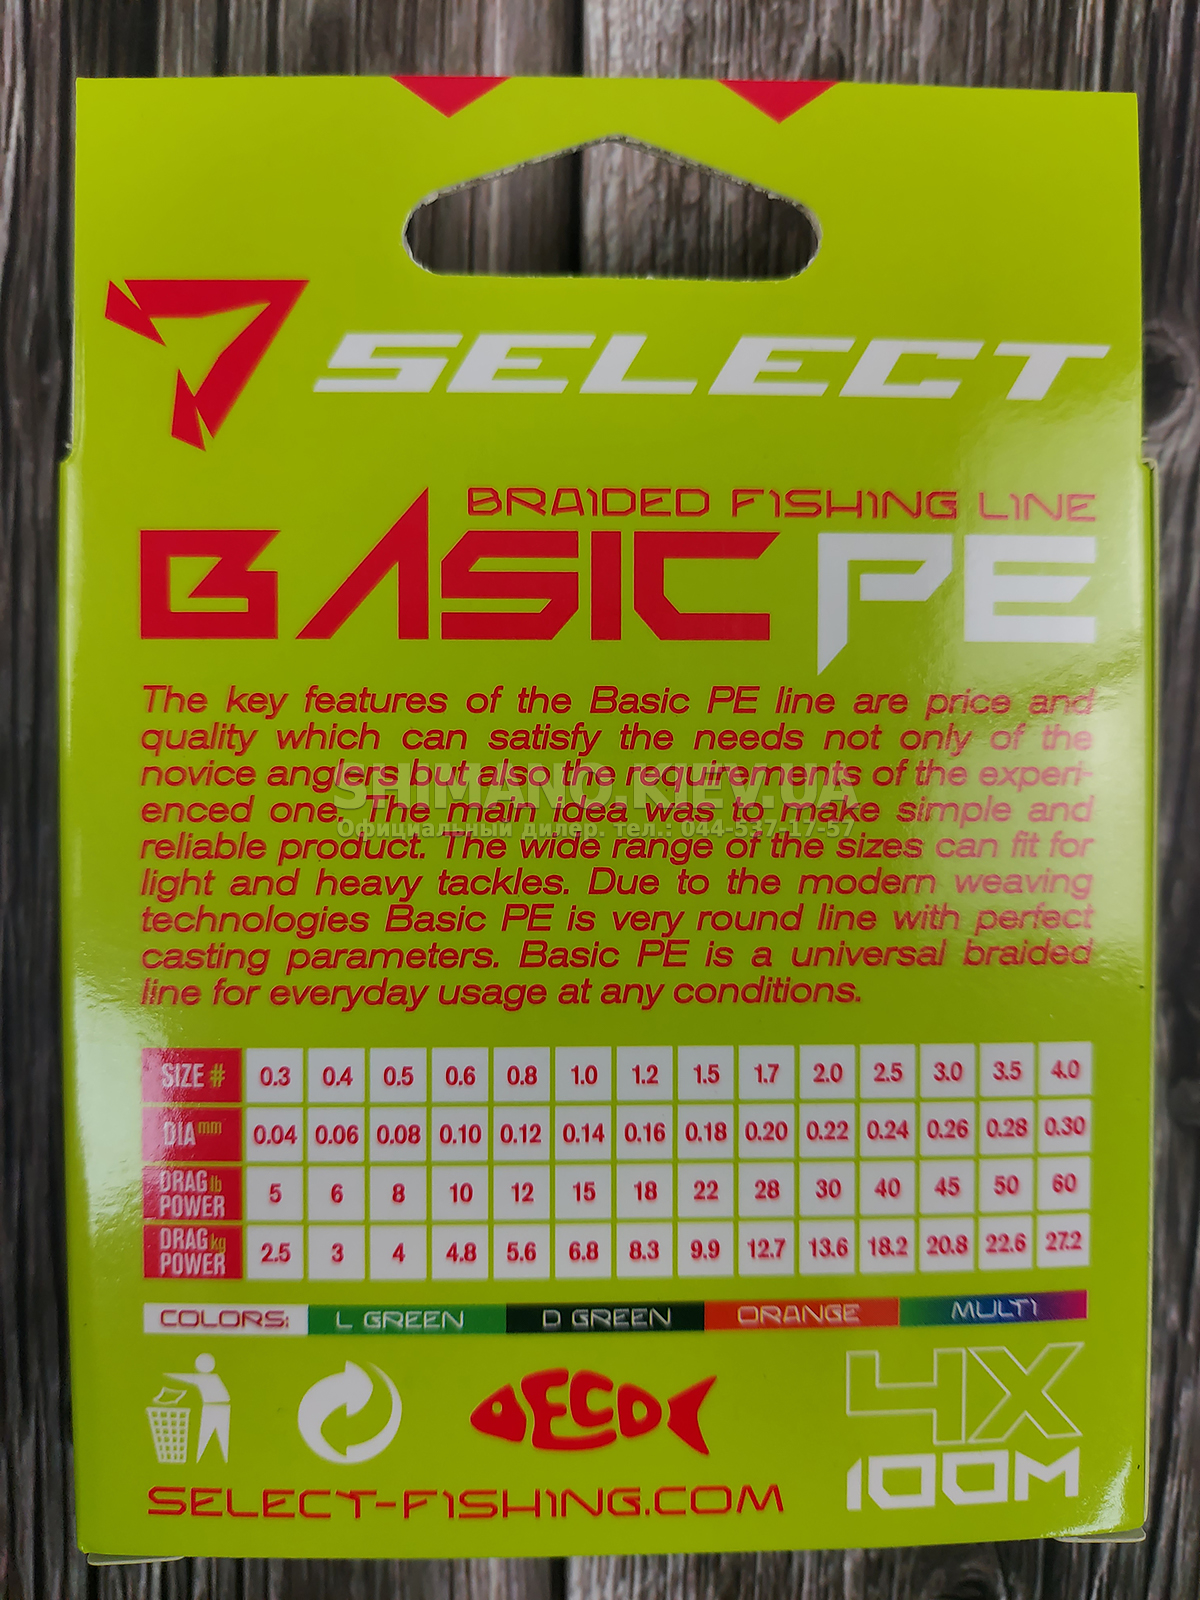 SELECT
BRAIDED FISHING LINE
BASIC PE
The key features of the Basic PE line are price and
quality which can satisfy the needs not only of the
novice anglers but also the requirements of the experi-
enced one. The main idea was to make simple and
reliable product. The wide range of the sizes can fit for
light and heavy tackles. Due to the modern weaving
technologies Basic PE is very round line with perfect
casting parameters. Basic PE is a universal braided
line for everyday usage at any conditions.
SHIMANO.KIEV.UA
Официальный дилер. тел.: 044-537-17-57
SIZE # 0.3 0.4 0.5 0.6 0.8 1.0 1.2 1.5 1.7 2.0 2.5 3.0 3.5 4.0
DIA mm 0.04 0.06 0.08 0.10 0.12 0.14 0.16 0.18 0.20 0.22 0.24 0.26 0.28 0.30
DRAG lb POWER 5 6 8 10 12 15 18 22 28 30 40 45 50 60
DRAG kg POWER 2.5 3 4 4.8 5.6 6.8 8.3 9.9 12.7 13.6 18.2 20.8 22.6 27.2
COLORS: L GREEN D GREEN ORANGE MULTI
ECO
4X
100M
SELECT-FISHING.COM